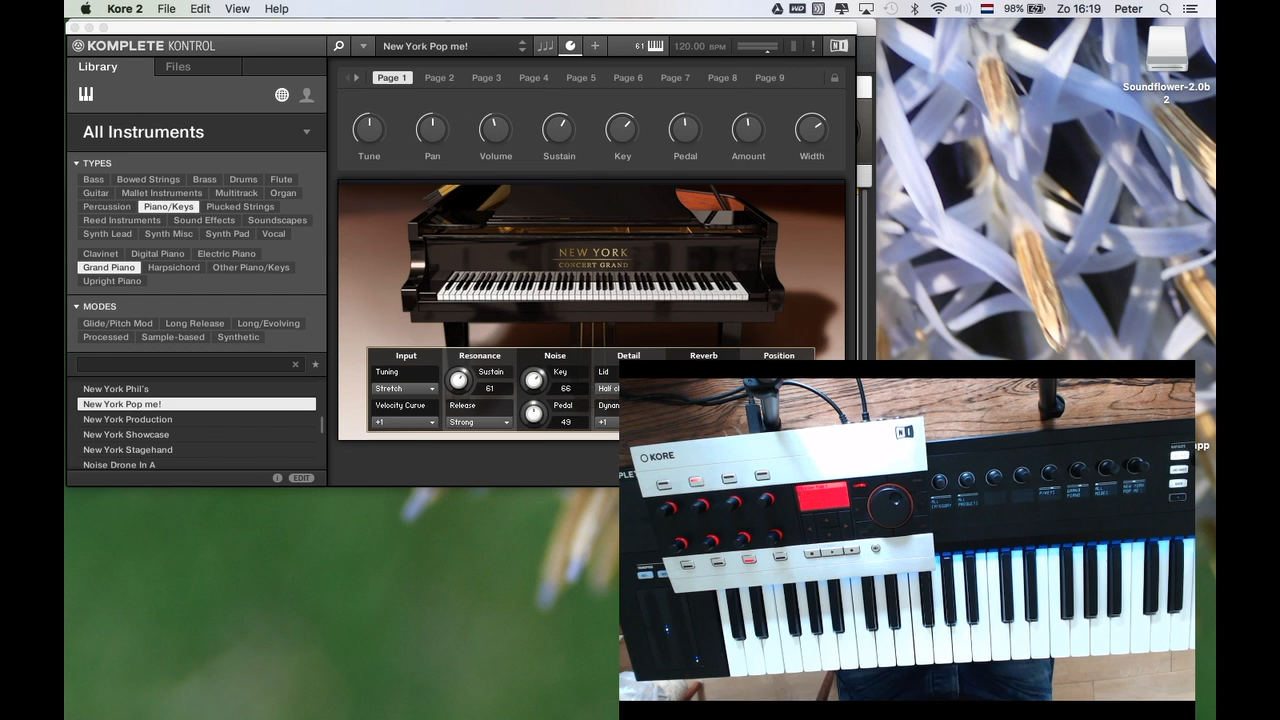 Kore 2 File Edit View Help
98% Zo 16:19 Peter
KOMPLETE KONTROL
New York Pop me!
61
120.00 BPM
Library Files
Page 1 Page 2 Page 3 Page 4 Page 5 Page 6 Page 7 Page 8 Page 9
All Instruments
Tune Pan Volume Sustain Key Pedal Amount Width
TYPES
Bass Bowed Strings Brass Drums Flute
Guitar Mallet Instruments Multitrack Organ
Percussion Piano/Keys Plucked Strings
Reed Instruments Sound Effects Soundscapes
Synth Lead Synth Misc Synth Pad Vocal
Clavinet Digital Piano Electric Piano
Grand Piano Harpsichord Other Piano/Keys
Upright Piano
MODES
Glide/Pitch Mod Long Release Long/Evolving
Processed Sample-based Synthetic
New York Phil's
New York Pop me!
New York Production
New York Showcase
New York Stagehand
Noise Drone In A
EDIT
NEW YORK
CONCERT GRAND
Input Resonance Noise Detail Reverb Position
Tuning Sustain Key Lid
Stretch 61 66 Half cl
Velocity Curve Release Pedal Dynam
+1 Strong 49 +1
Soundflower-2.0b
2
app
KORE